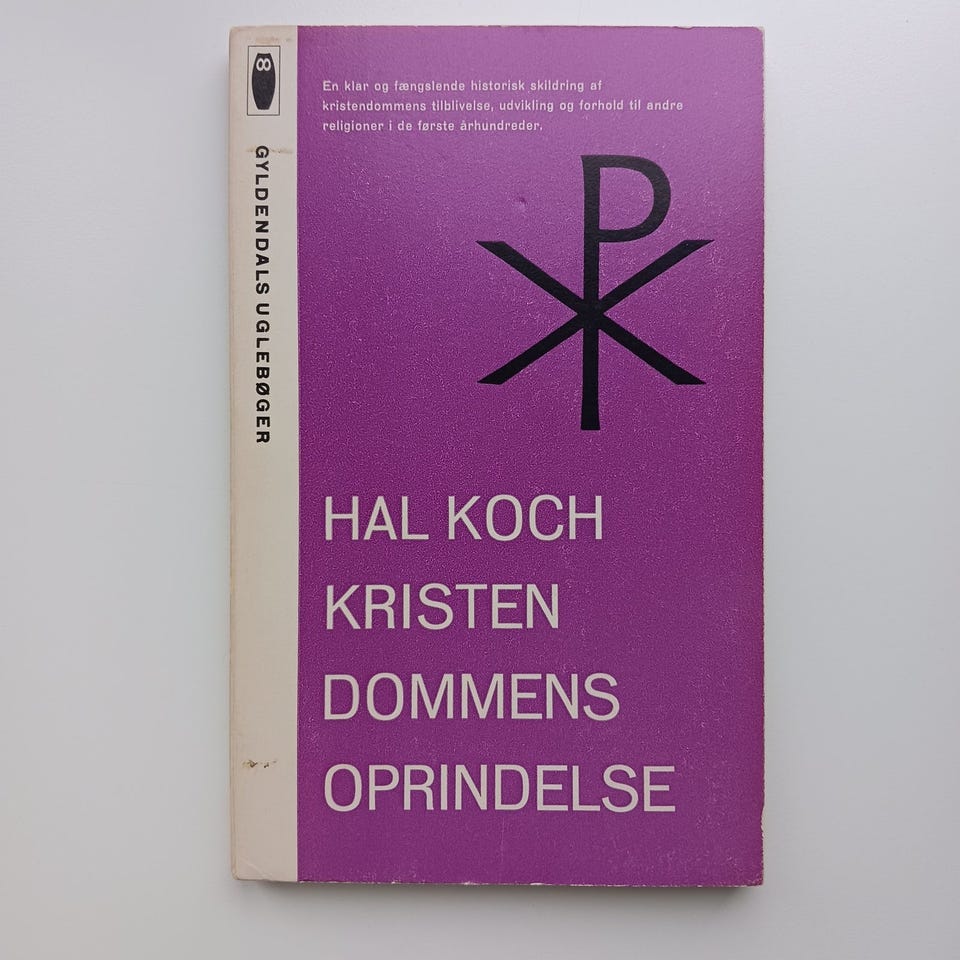 En klar og fængslende historisk skildring af
kristendommens tilblivelse, udvikling og forhold til andre
religioner i de første århundreder.
GYLDENDALS UGLEBØGER
HAL KOCH
KRISTEN
DOMMENS
OPRINDELSE